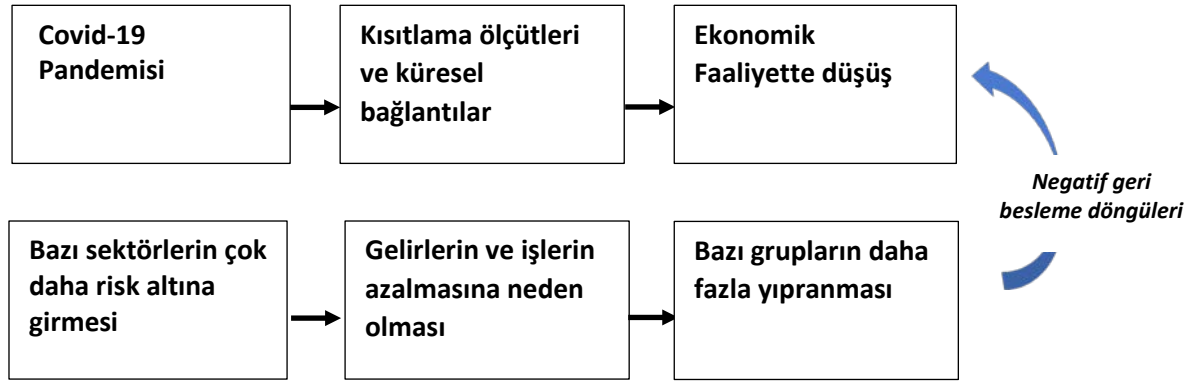 Covid-19
Pandemisi
Kısıtlama ölçütleri
ve küresel
bağlantılar
Ekonomik
Faaliyette düşüş
Negatif geri
besleme döngüleri
Bazı sektörlerin çok
daha risk altına
girmesi
Gelirlerin ve işlerin
azalmasına neden
olması
Bazı grupların daha
fazla yıpranması